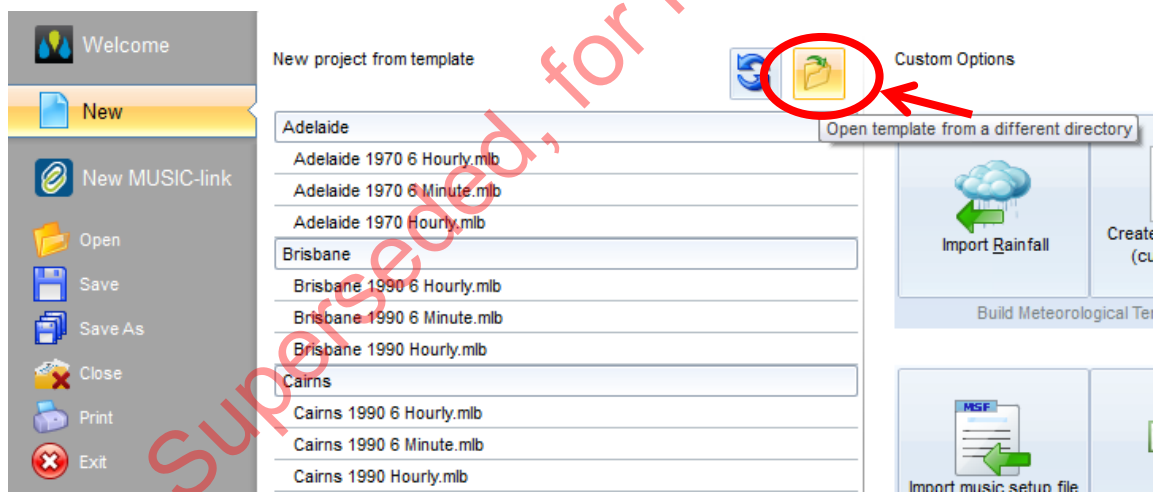 Welcome
New
New MUSIC-link
Open
Save
Save As
Close
Print
Exit
New project from template
Adelaide
Adelaide 1970 6 Hourly.mlb
Adelaide 1970 6 Minute.mlb
Adelaide 1970 Hourly.mlb
Brisbane
Brisbane 1990 6 Hourly.mlb
Brisbane 1990 6 Minute.mlb
Brisbane 1990 Hourly.mlb
Cairns
Cairns 1990 6 Hourly.mlb
Cairns 1990 6 Minute.mlb
Cairns 1990 Hourly.mlb
Custom Options
Open template from a different directory
Import Rainfall
Create
Build Meteorological
MSF
Import music setup file
Superseded, for